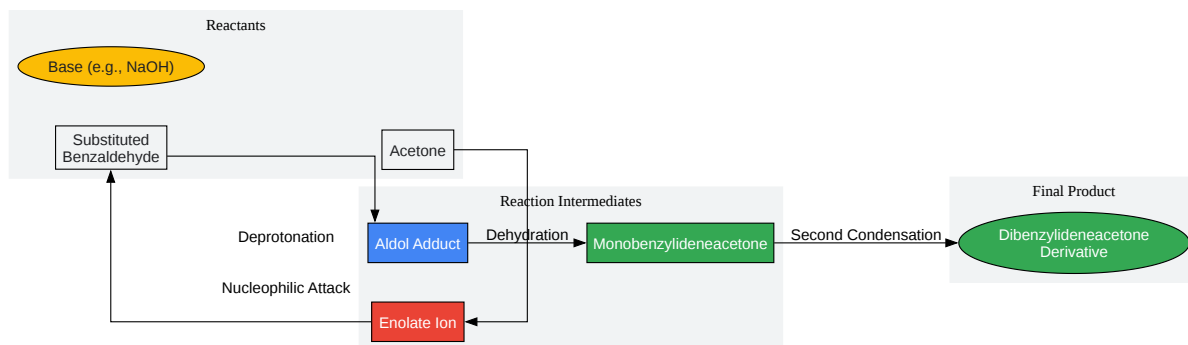 Reactants
Base (e.g., NaOH)
Substituted
Benzaldehyde
Acetone
Reaction Intermediates
Final Product
Deprotonation
Aldol Adduct
Dehydration
Monobenzylideneacetone
Second Condensation
Dibenzylideneacetone
Derivative
Nucleophilic Attack
Enolate Ion